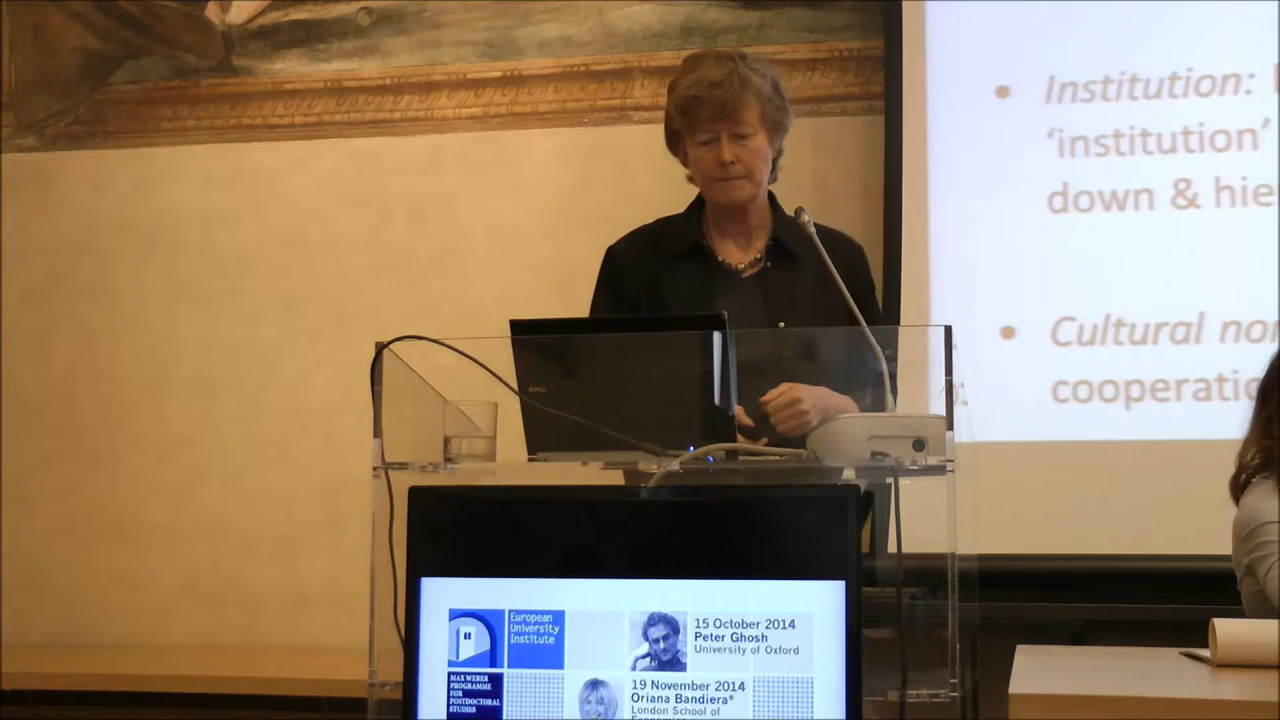 • Institution:
‘institution’
down & hie
• Cultural no
cooperatio
DELL
European
University
Institute
15 October 2014
Peter Ghosh
University of Oxford
MAX WEBER
PROGRAMME
FOR
POSTDOCTORAL
STUDIES
19 November 2014
Oriana Bandiera*
London School of